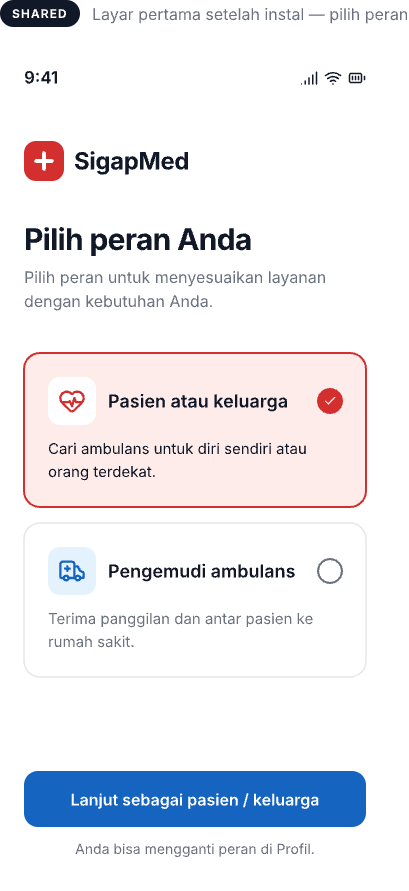 SHARED Layar pertama setelah instal — pilih peran
9:41
SigapMed
Pilih peran Anda
Pilih peran untuk menyesuaikan layanan
dengan kebutuhan Anda.
Pasien atau keluarga
Cari ambulans untuk diri sendiri atau
orang terdekat.
Pengemudi ambulans
Terima panggilan dan antar pasien ke
rumah sakit.
Lanjut sebagai pasien / keluarga
Anda bisa mengganti peran di Profil.